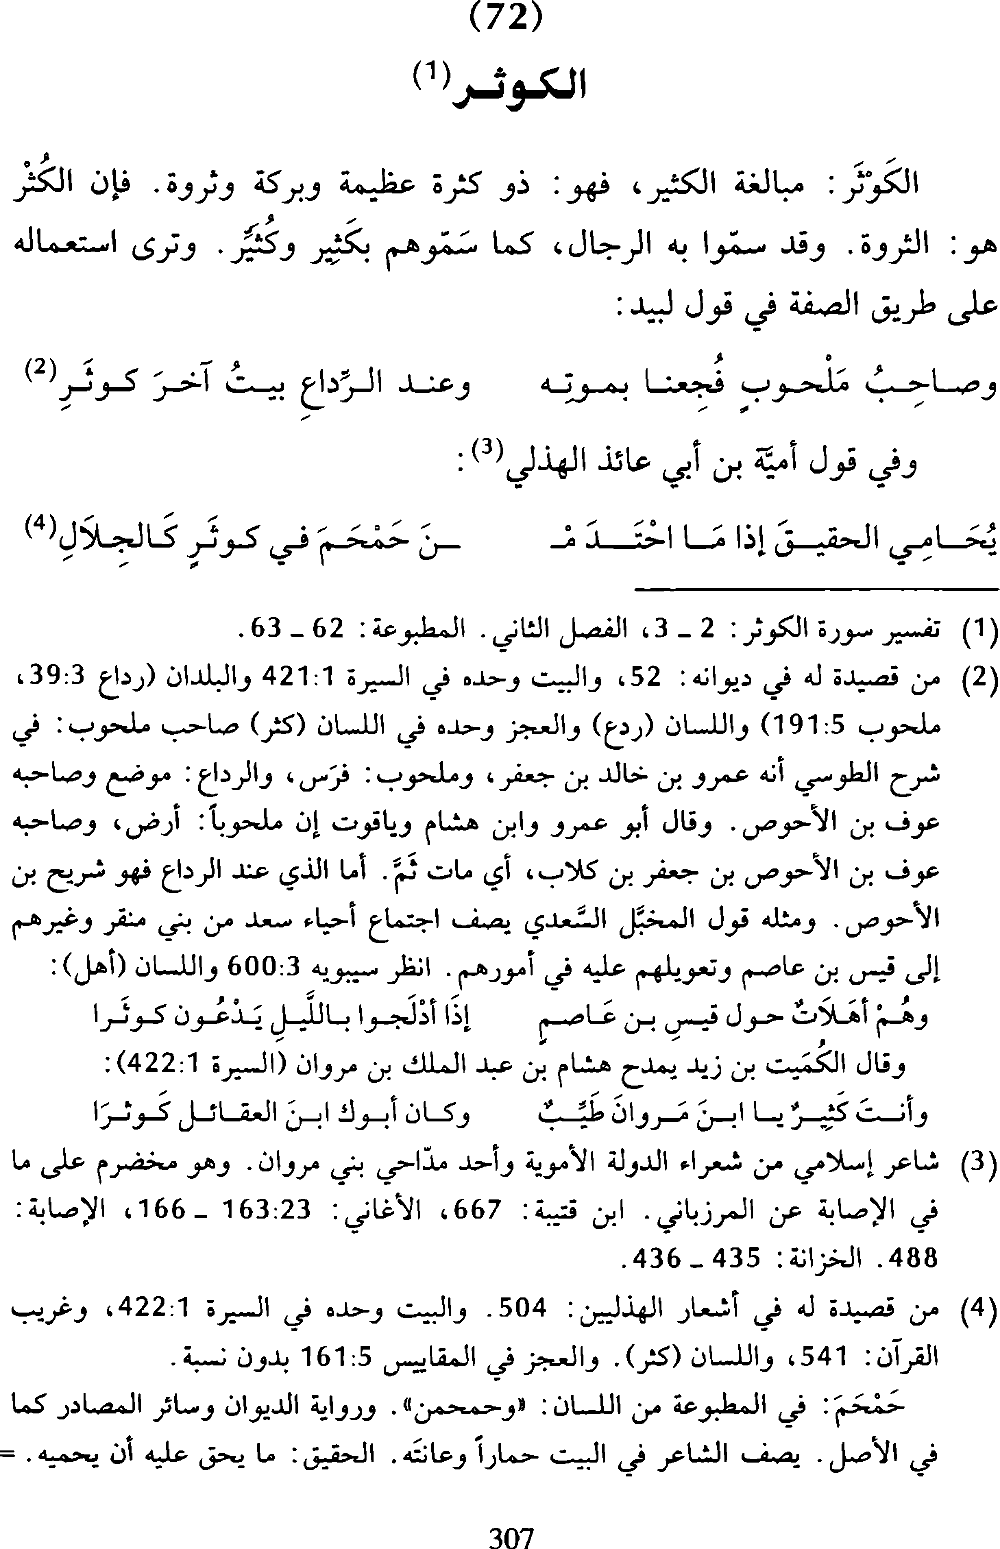 (72)
الكوثر(1)
الكَوْثَر: مبالغة الكثير، فهو: ذو كثرة عظيمة وبركة وثروة. فإن الكُثْر
هو: الثروة. وقد سمّوا به الرجال، كما سَمّوهم بكَثِير وكُثَيِّر. وترى استعماله
على طريق الصفة في قول لبيد:
وصاحِبُ مَلْحوبٍ فُجِعنا بموتِه وعند الرِّداعِ بيتُ آخرَ كوثَرِ(2)
وفي قول أميَّة بن أبي عائذ الهذلي(3):
يُحَامِي الحقيقَ إذا مَا احْتَدَ مْـ ـنَ حَمْحَمَ في كوثَرٍ كَالجِلاَلِ(4)
(1) تفسير سورة الكوثر: 2 ـ 3، الفصل الثاني. المطبوعة: 62 ـ 63.
(2) من قصيدة له في ديوانه: 52، والبيت وحده في السيرة 421:1 والبلدان (رداع 39:3،
ملحوب 191:5) واللسان (ردع) والعجز وحده في اللسان (كثر) صاحب ملحوب: في
شرح الطوسي أنه عمرو بن خالد بن جعفر، وملحوب: فرَس، والرداع: موضع وصاحبه
عوف بن الأحوص. وقال أبو عمرو وابن هشام وياقوت إن ملحوباً: أرض، وصاحبه
عوف بن الأحوص بن جعفر بن كلاب، أي مات ثَمَّ. أما الذي عند الرداع فهو شريح بن
الأحوص. ومثله قول المخبَّل السَّعدي يصف اجتماع أحياء سعد من بني منقر وغيرهم
إلى قيس بن عاصم وتعويلهم عليه في أمورهم. انظر سيبويه 600:3 واللسان (أهل):
وهُمْ أهَلاَتٌ حول قيسِ بن عَاصمٍ إذَا أدْلَجوا باللَّيلِ يَدْعُون كوثَرا
وقال الكُمَيت بن زيد يمدح هشام بن عبد الملك بن مروان (السيرة 422:1):
وأنتَ كَثِيرٌ يا ابنَ مَروانَ طَيِّبٌ وكان أبوك ابنَ العقائل كَوثرَا
(3) شاعر إسلامي من شعراء الدولة الأموية وأحد مدّاحي بني مروان. وهو مخضرم على ما
في الإصابة عن المرزباني. ابن قتيبة: 667، الأغاني: 163:23 ـ 166، الإصابة:
488. الخزانة: 435 ـ 436.
(4) من قصيدة له في أشعار الهذليين: 504. والبيت وحده في السيرة 422:1، وغريب
القرآن: 541، واللسان (كثر). والعجز في المقاييس 161:5 بدون نسبة.
حَمْحَمَ: في المطبوعة من اللسان: «وحمحمن». ورواية الديوان وسائر المصادر كما
في الأصل. يصف الشاعر في البيت حماراً وعانتَه. الحقيق: ما يحق عليه أن يحميه. =
307